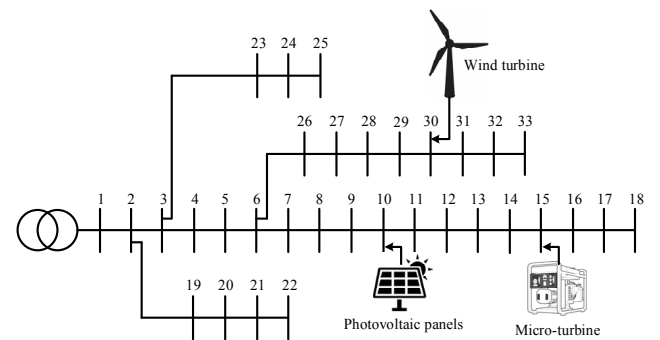 23 24 25
Wind turbine
26 27 28 29 30 31 32 33
1 2 3 4 5 6 7 8 9 10 11 12 13 14 15 16 17 18
19 20 21 22
Photovoltaic panels
Micro-turbine